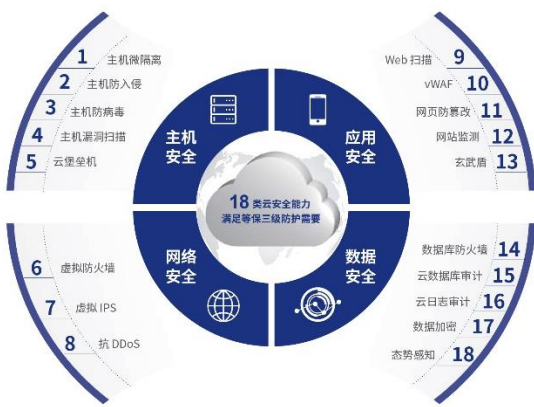 1 主机微隔离
2 主机防入侵
3 主机防病毒
4 主机漏洞扫描
5 云堡垒机
主机
安全
应用
安全
Web 扫描 9
vWAF 10
网页防篡改 11
网站监测 12
玄武盾 13
18 类云安全能力
满足等保三级防护需要
6 虚拟防火墙
7 虚拟 IPS
8 抗 DDoS
网络
安全
数据
安全
数据库防火墙 14
云数据库审计 15
云日志审计 16
数据加密 17
态势感知 18